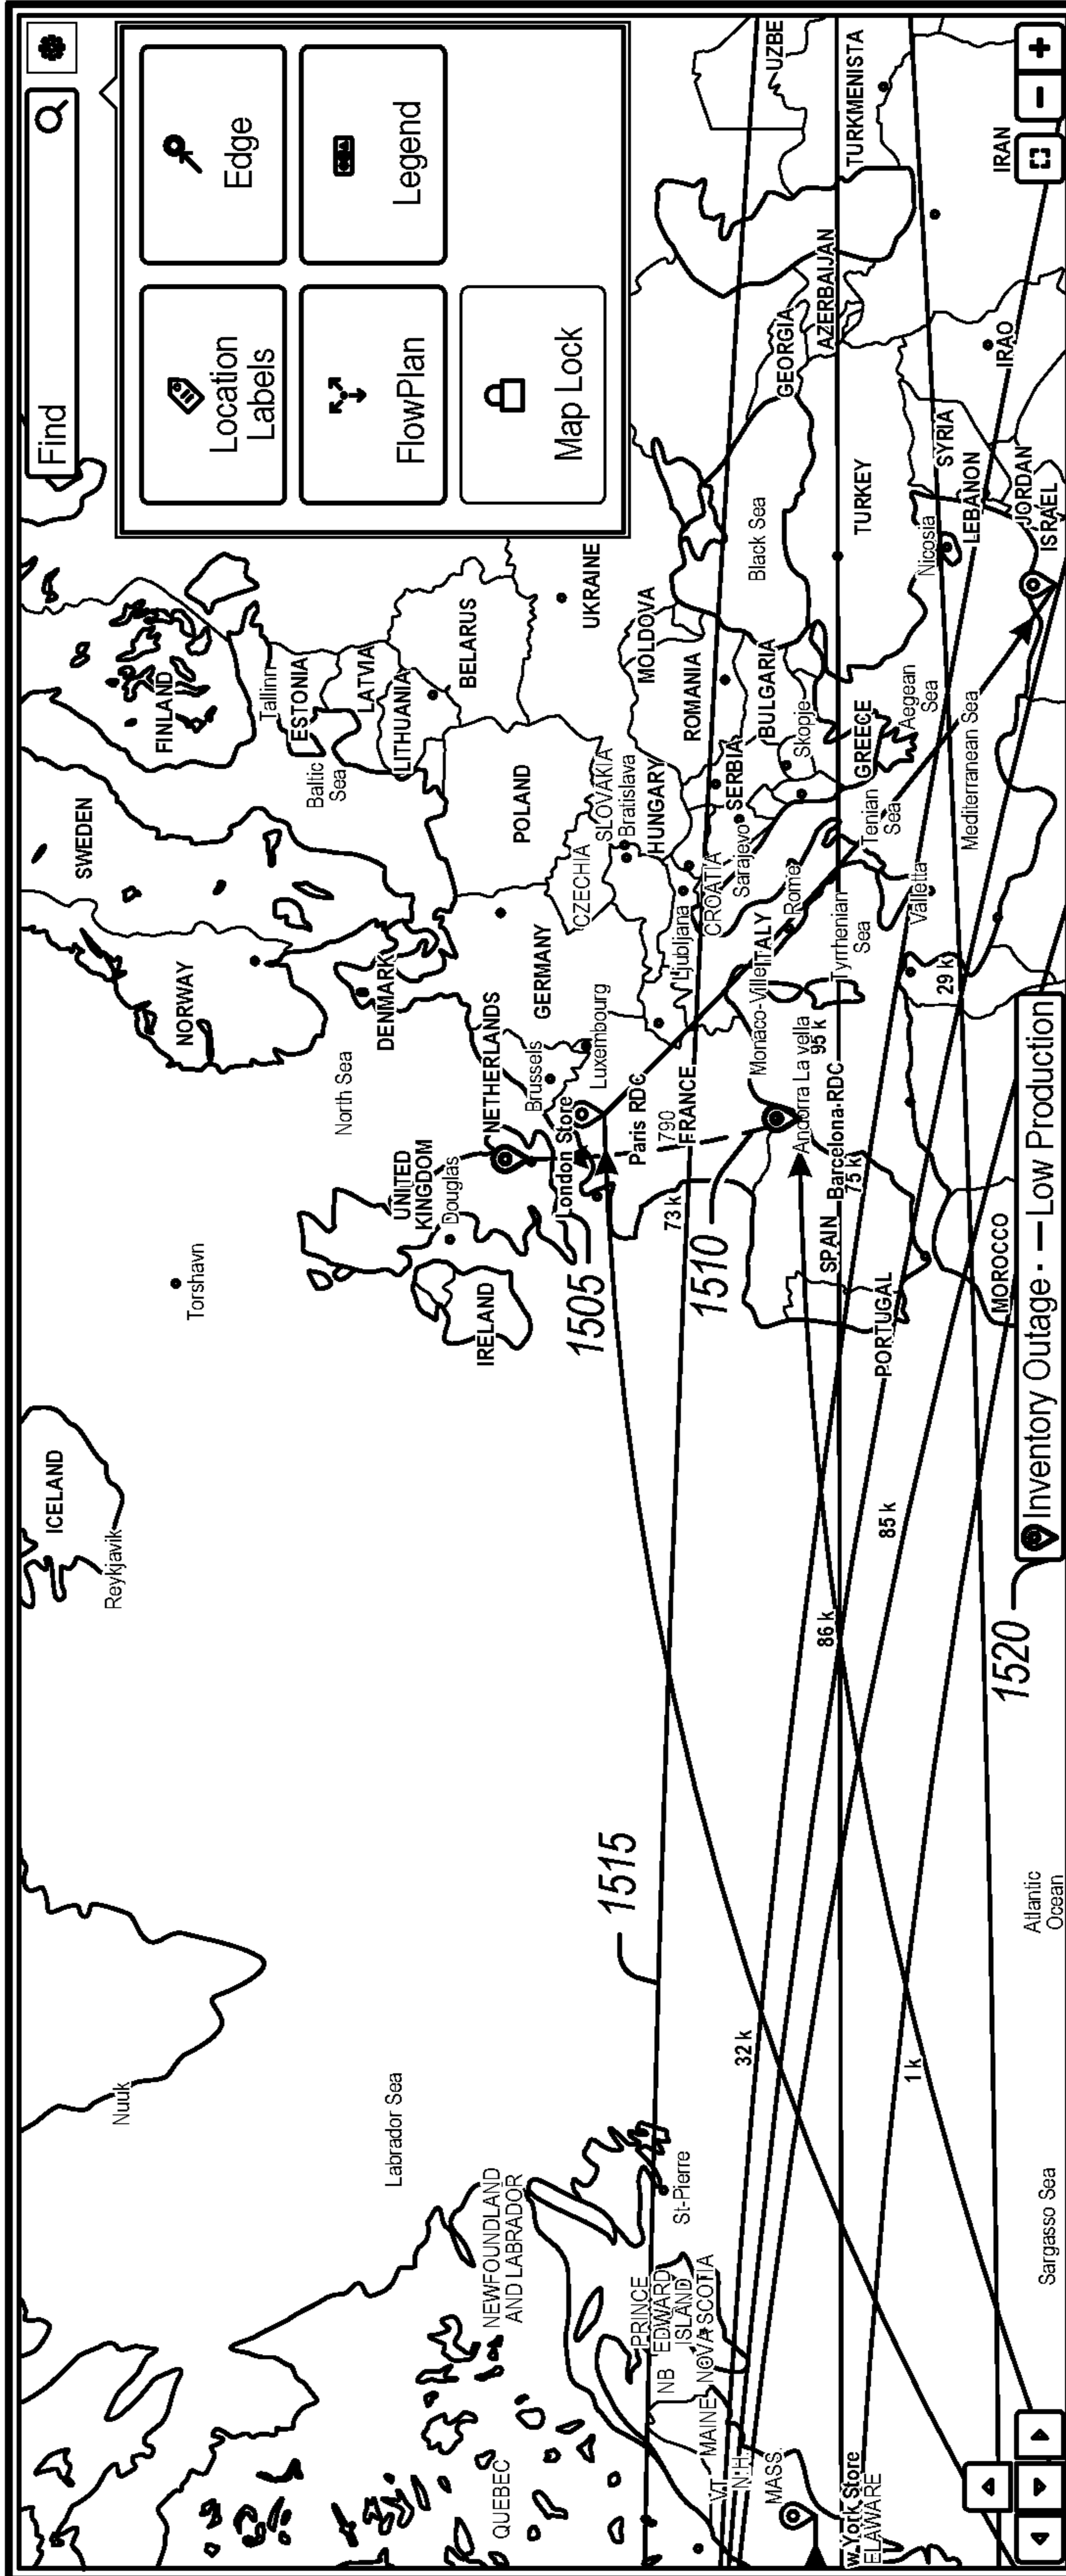 Find
Location
Labels
Edge
FlowPlan
Legend
Map Lock
ICELAND
Reykjavik
SWEDEN
FINLAND
NORWAY
Torshavn
Nuuk
Tallinn
ESTONIA
Baltic
Sea
LATVIA
LITHUANIA
BELARUS
North Sea
DENMARK
Labrador Sea
UNITED
KINGDOM
Douglas
IRELAND
NETHERLANDS
Brussels
GERMANY
POLAND
UKRAINE
NEWFOUNDLAND
AND LABRADOR
QUEBEC
London Store
1505
Luxembourg
CZECHIA
SLOVAKIA
Bratislava
MOLDOVA
1515
Paris RDC
790
FRANCE
73 k
HUNGARY
ROMANIA
Ljubljana
CROATIA
PRINCE
EDWARD
ISLAND
NB
NOVA SCOTIA
St-Pierre
MAINE
VT
N.H.
MASS.
1510
Sarajevo
SERBIA
BULGARIA
Black Sea
GEORGIA
UZBE
32 k
Monaco-Ville
ITALY
Rome
Skopje
Andorra La vella
95 k
AZERBAIJAN
86 k
SPAIN
Barcelona RDC
75 k
Tyrrhenian
Sea
GREECE
TURKEY
TURKMENISTA
w York Store
ELAWARE
PORTUGAL
85 k
Tenian
Sea
Aegean
Sea
Nicosia
1 k
Valletta
29 k
SYRIA
LEBANON
Mediterranean Sea
MOROCCO
IRAO
IRAN
JORDAN
ISRAEL
1520
Inventory Outage - — Low Production
Atlantic
Ocean
Sargasso Sea